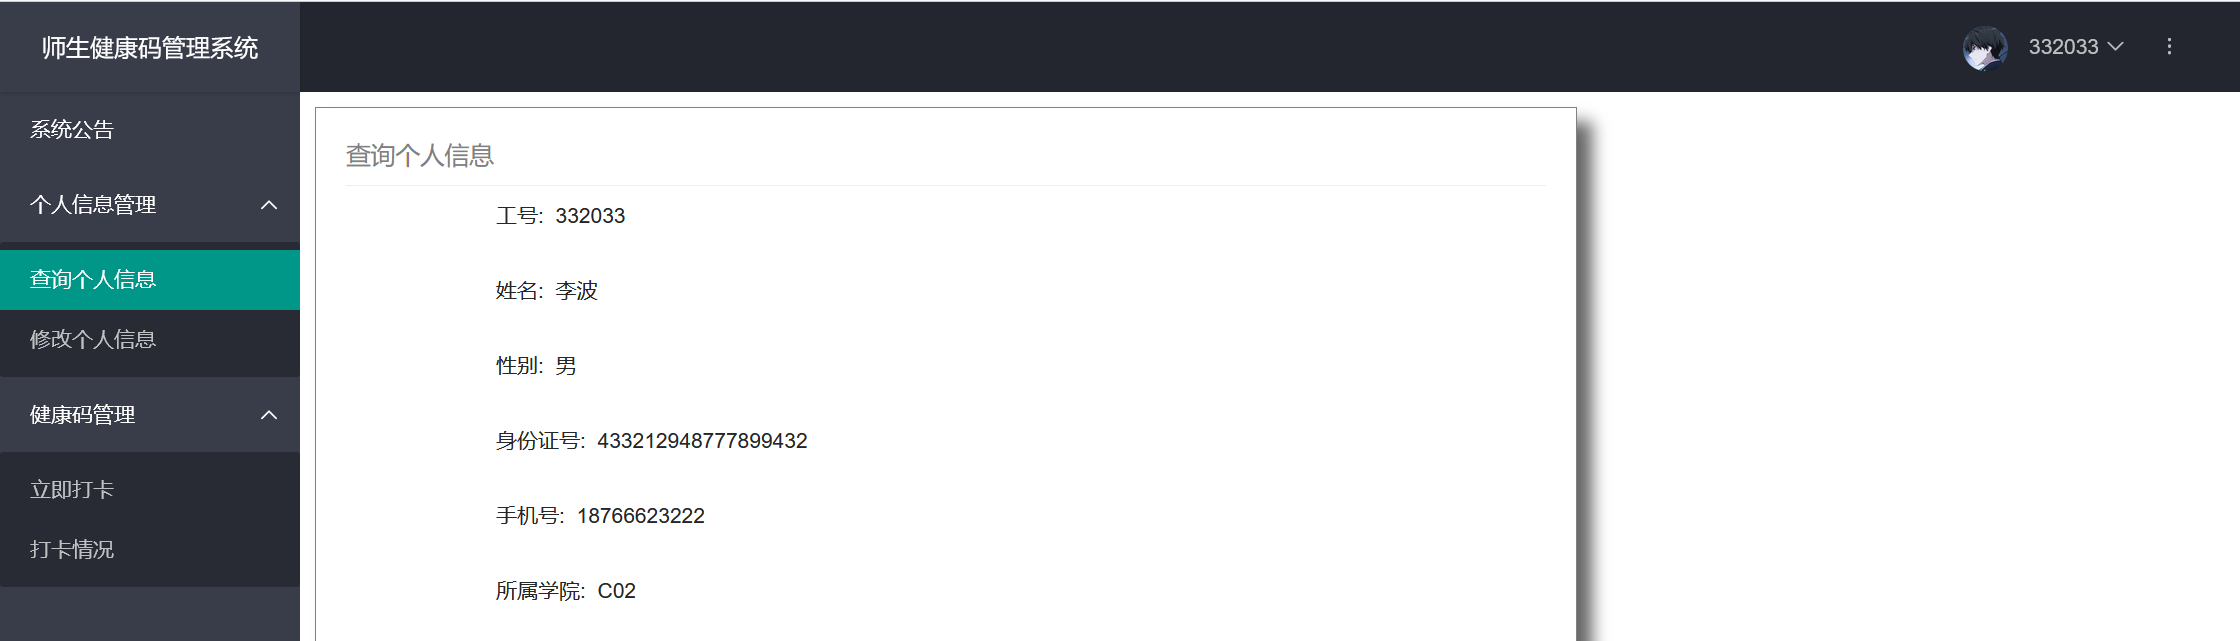 师生健康码管理系统
332033
系统公告
个人信息管理
查询个人信息
修改个人信息
健康码管理
立即打卡
打卡情况
查询个人信息
工号: 332033
姓名: 李波
性别: 男
身份证号: 433212948777899432
手机号: 18766623222
所属学院: C02